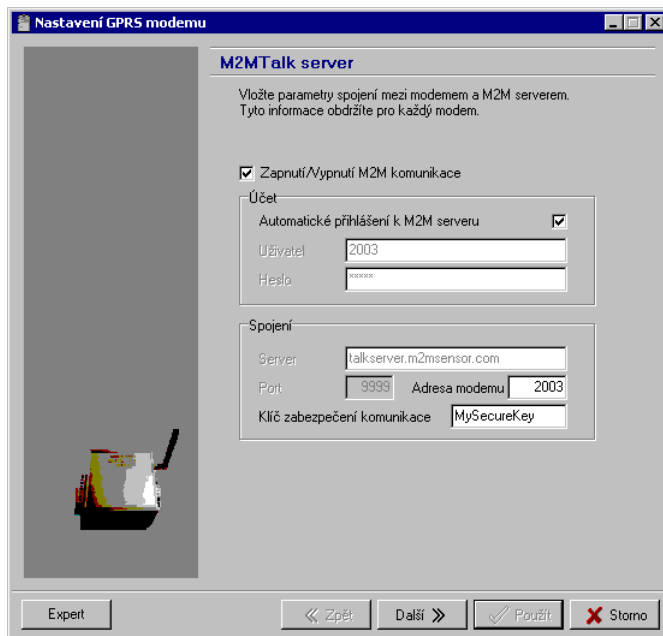 Nastavení GPRS modemu
M2MTalk server
Vložte parametry spojení mezi modemem a M2M serverem.
Tyto informace obdržíte pro každý modem.
Zapnutí/Vypnutí M2M komunikace
Účet
Automatické přihlášení k M2M serveru
Uživatel 2003
Heslo xxxxx
Spojení
Server talkserver.m2msensor.com
Port 9999 Adresa modemu 2003
Klíč zabezpečení komunikace MySecureKey
Expert Zpět Další Použít Storno